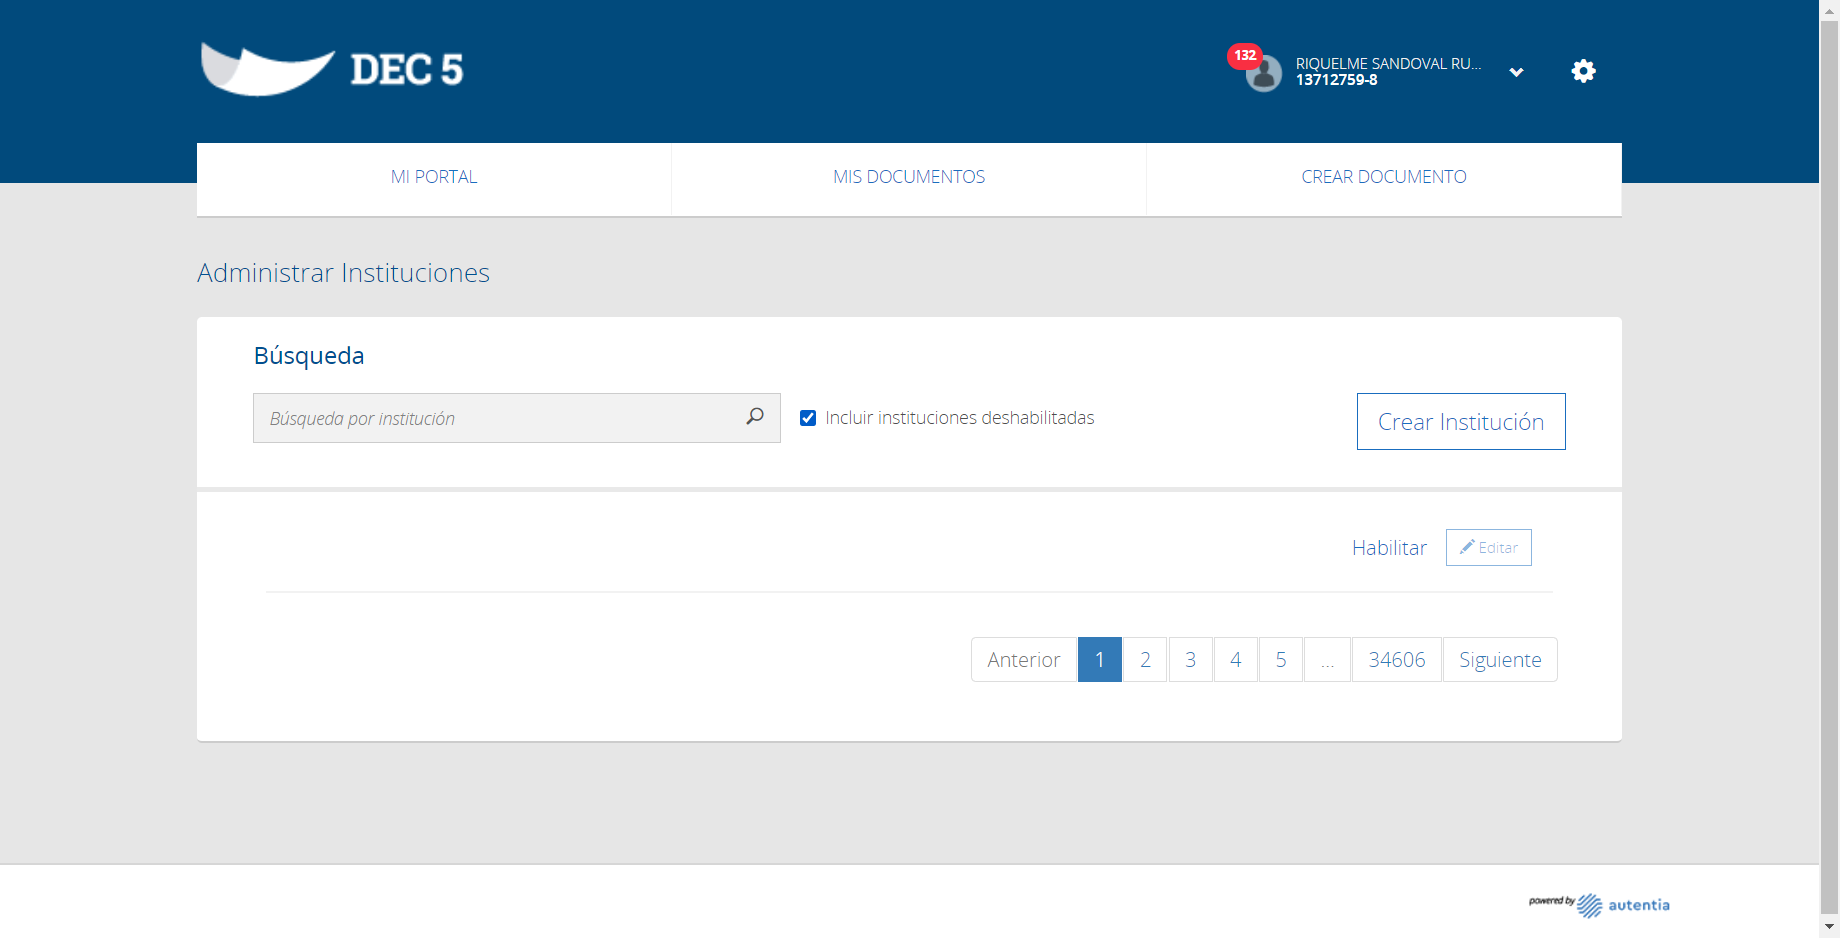 DEC 5
132
RIQUELME SANDOVAL RU...
13712759-8
MI PORTAL
MIS DOCUMENTOS
CREAR DOCUMENTO
Administrar Instituciones
Búsqueda
Búsqueda por institución
Incluir instituciones deshabilitadas
Crear Institución
Habilitar
Editar
Anterior 1 2 3 4 5 ... 34606 Siguiente
powered by autentia